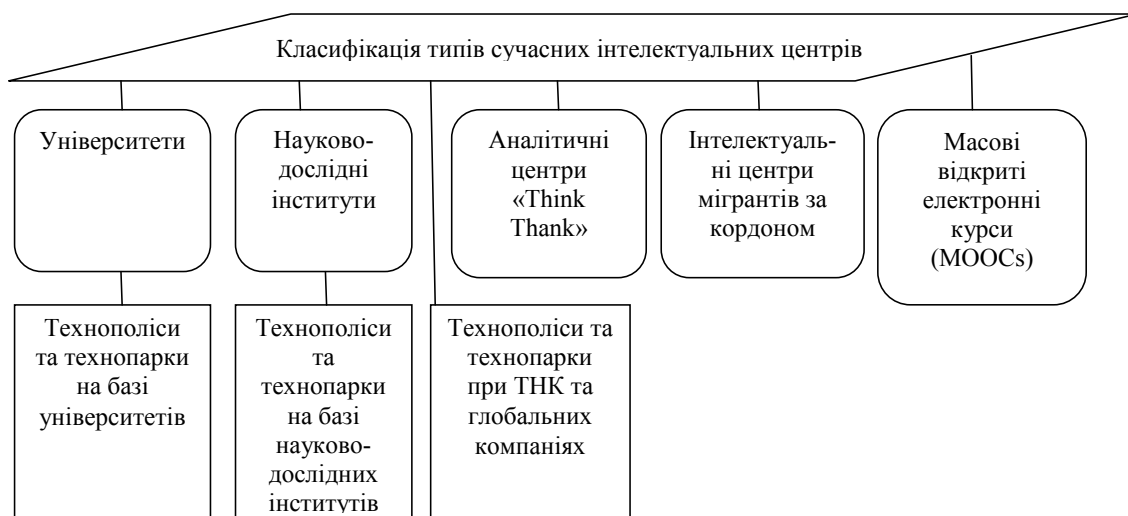 Класифікація типів сучасних інтелектуальних центрів
Університети
Науково-
дослідні
інститути
Аналітичні
центри
«Think
Thank»
Інтелектуаль-
ні центри
мігрантів за
кордоном
Масові
відкриті
електронні
курси
(MOOCs)
Технополіси
та технопарки
на базі
університетів
Технополіси
та
технопарки
на базі
науково-
дослідних
інститутів
Технополіси та
технопарки
при ТНК та
глобальних
компаніях